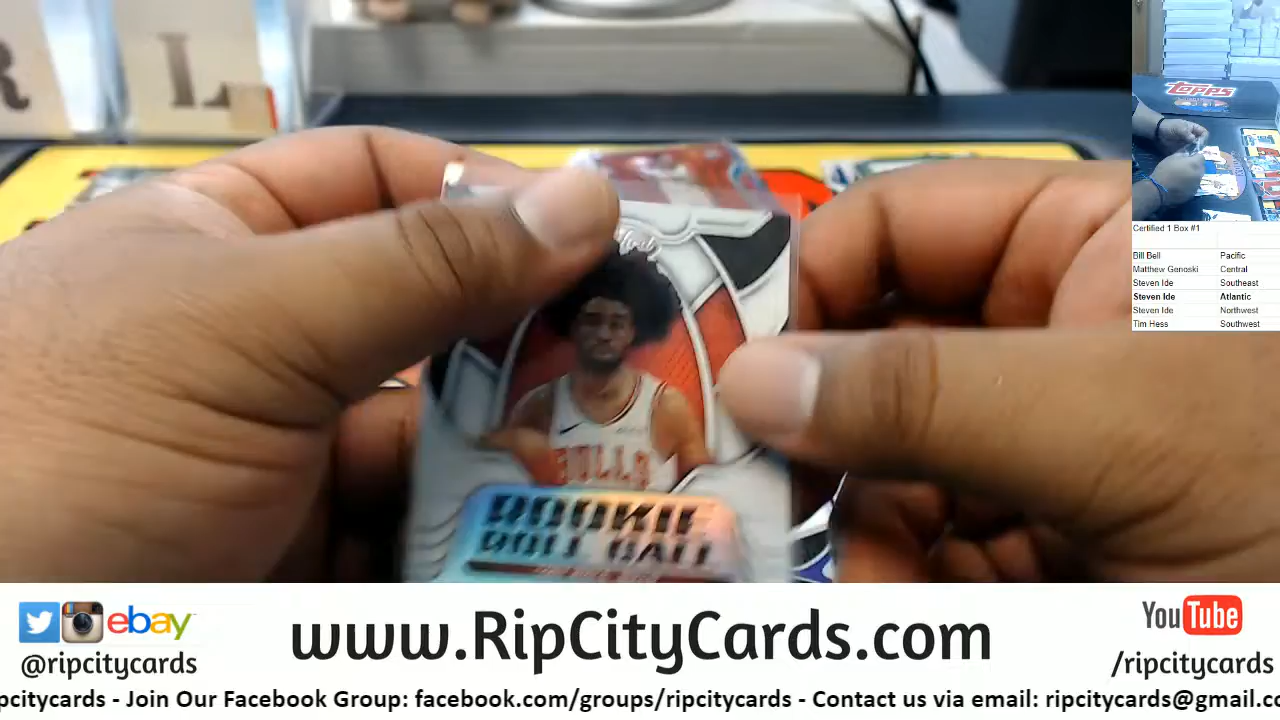 R L
Topps
BULLS
ROOKIE
ROLL CALL
Certified 1 Box #1
Bill Bell Pacific
Matthew Genoski Central
Steven Ide Southeast
Steven Ide Atlantic
Steven Ide Northwest
Tim Hess Southwest
ebay
@ripcitycards
www.RipCityCards.com
YouTube
/ripcitycards
pcitycards - Join Our Facebook Group: facebook.com/groups/ripcitycards - Contact us via email: ripcitycards@gmail.co